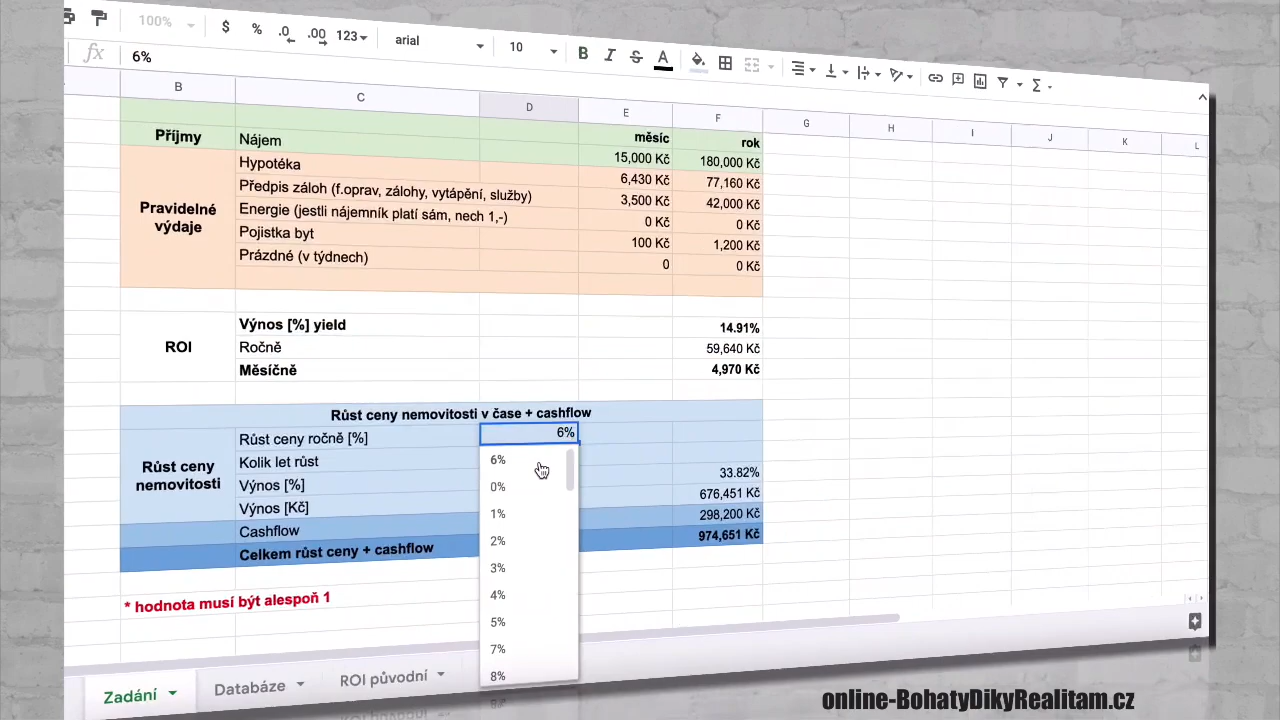 100% $ % .0 .00 123 arial 10 B I S A
fx 6%
B C D E F G H I J K L
Příjmy Nájem měsíc rok
15,000 Kč 180,000 Kč
Hypotéka 6,430 Kč 77,160 Kč
Předpis záloh (f.oprav, zálohy, vytápění, služby) 3,500 Kč 42,000 Kč
Energie (jestli nájemník platí sám, nech 1,-) 0 Kč 0 Kč
Pravidelné
výdaje
Pojistka byt 100 Kč 1,200 Kč
Prázdné (v týdnech) 0 0 Kč
Výnos [%] yield 14.91%
ROI Ročně 59,640 Kč
Měsíčně 4,970 Kč
Růst ceny nemovitosti v čase + cashflow
Růst ceny ročně [%] 6%
Kolik let růst
Růst ceny
nemovitosti
Výnos [%] 33.82%
Výnos [Kč] 676,451 Kč
Cashflow 298,200 Kč
Celkem růst ceny + cashflow 974,651 Kč
6%
0%
1%
2%
3%
4%
5%
7%
8%
* hodnota musí být alespoň 1
Zadání Databáze ROI původní
online-BohatyDikyRealitam.cz